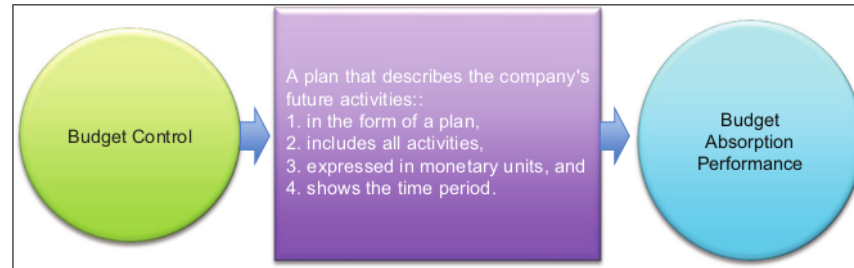 Budget Control
A plan that describes the company's
future activities::
1. in the form of a plan,
2. includes all activities,
3. expressed in monetary units, and
4. shows the time period.
Budget
Absorption
Performance